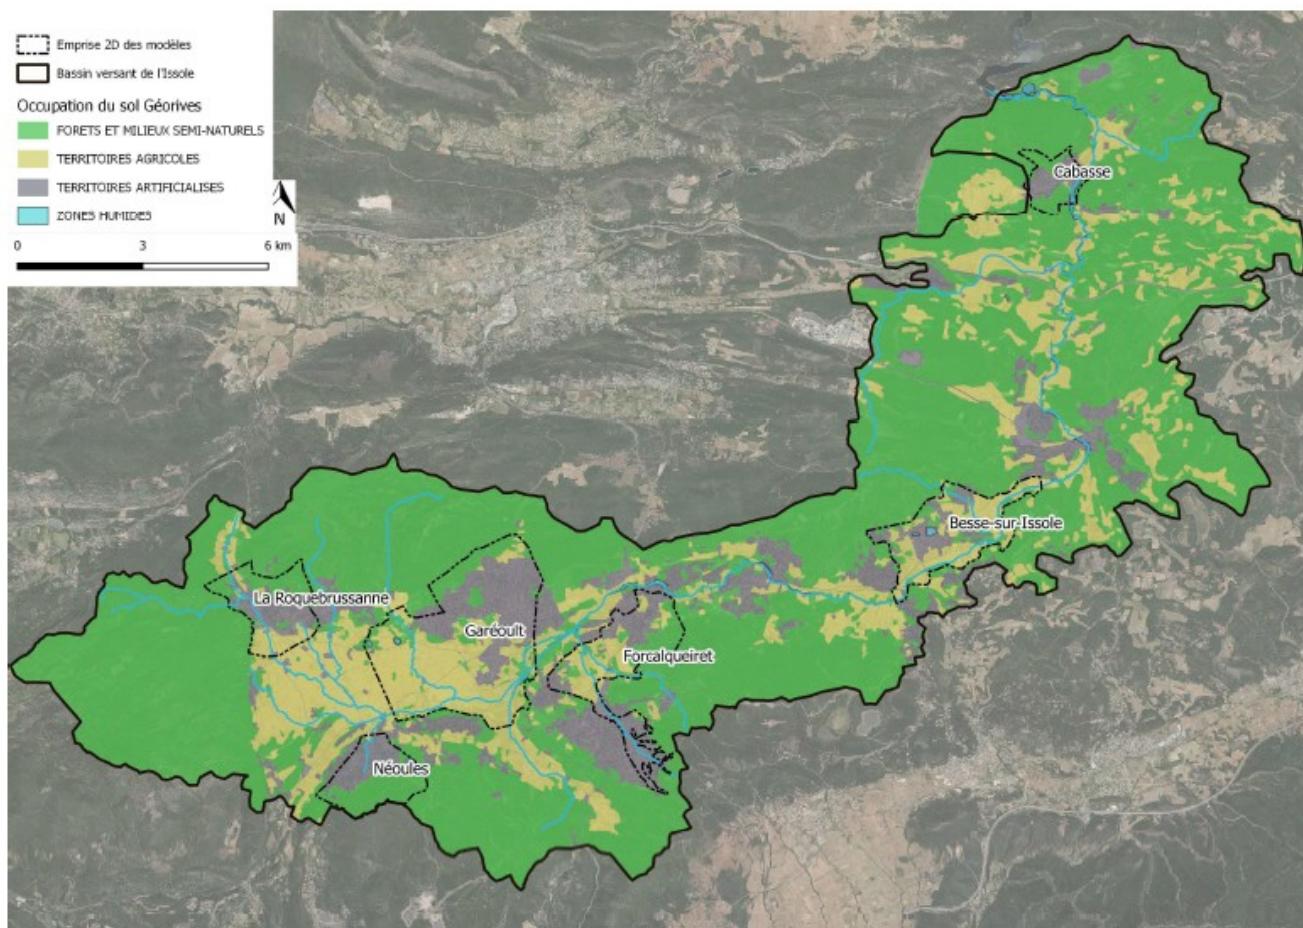 Emprise 2D des modèles
Bassin versant de l'Issole
Occupation du sol Géorives
FORETS ET MILIEUX SEMI-NATURELS
TERRITOIRES AGRICOLES
TERRITOIRES ARTIFICIALISES
ZONES HUMIDES
N
0 3 6 km
Cabasse
Besse-sur-Issole
La Roquebrussanne
Garéoult
Forcalqueiret
Néoules